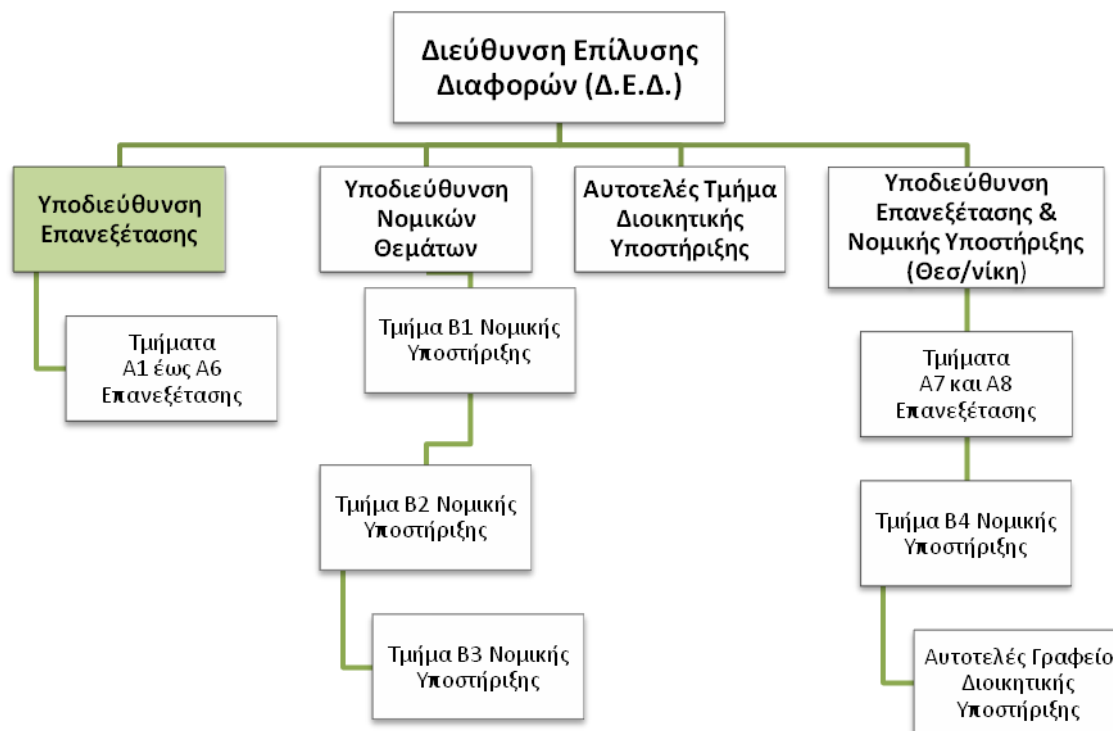 Διεύθυνση Επίλυσης
Διαφορών (Δ.Ε.Δ.)
Υποδιεύθυνση
Επανεξέτασης
Υποδιεύθυνση
Νομικών
Θεμάτων
Αυτοτελές Τμήμα
Διοικητικής
Υποστήριξης
Υποδιεύθυνση
Επανεξέτασης &
Νομικής Υποστήριξης
(Θεσ/νίκη)
Τμήματα
Α1 έως Α6
Επανεξέτασης
Τμήμα Β1 Νομικής
Υποστήριξης
Τμήμα Β2 Νομικής
Υποστήριξης
Τμήμα Β3 Νομικής
Υποστήριξης
Τμήματα
Α7 και Α8
Επανεξέτασης
Τμήμα Β4 Νομικής
Υποστήριξης
Αυτοτελές Γραφείο
Διοικητικής
Υποστήριξης